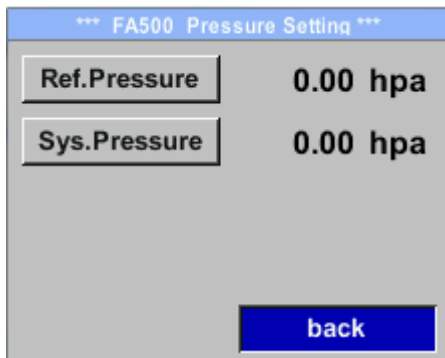 *** FA500 Pressure Setting ***
Ref.Pressure 0.00 hpa
Sys.Pressure 0.00 hpa
back